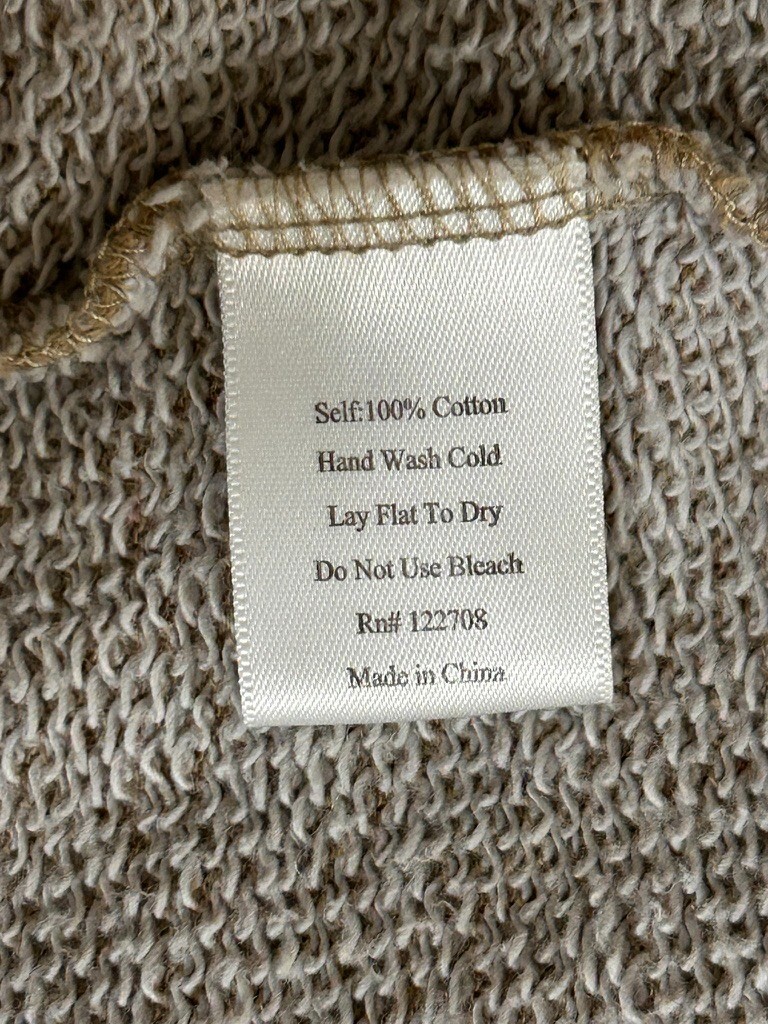 Self:100% Cotton
Hand Wash Cold
Lay Flat To Dry
Do Not Use Bleach
Rn# 122708
Made in China